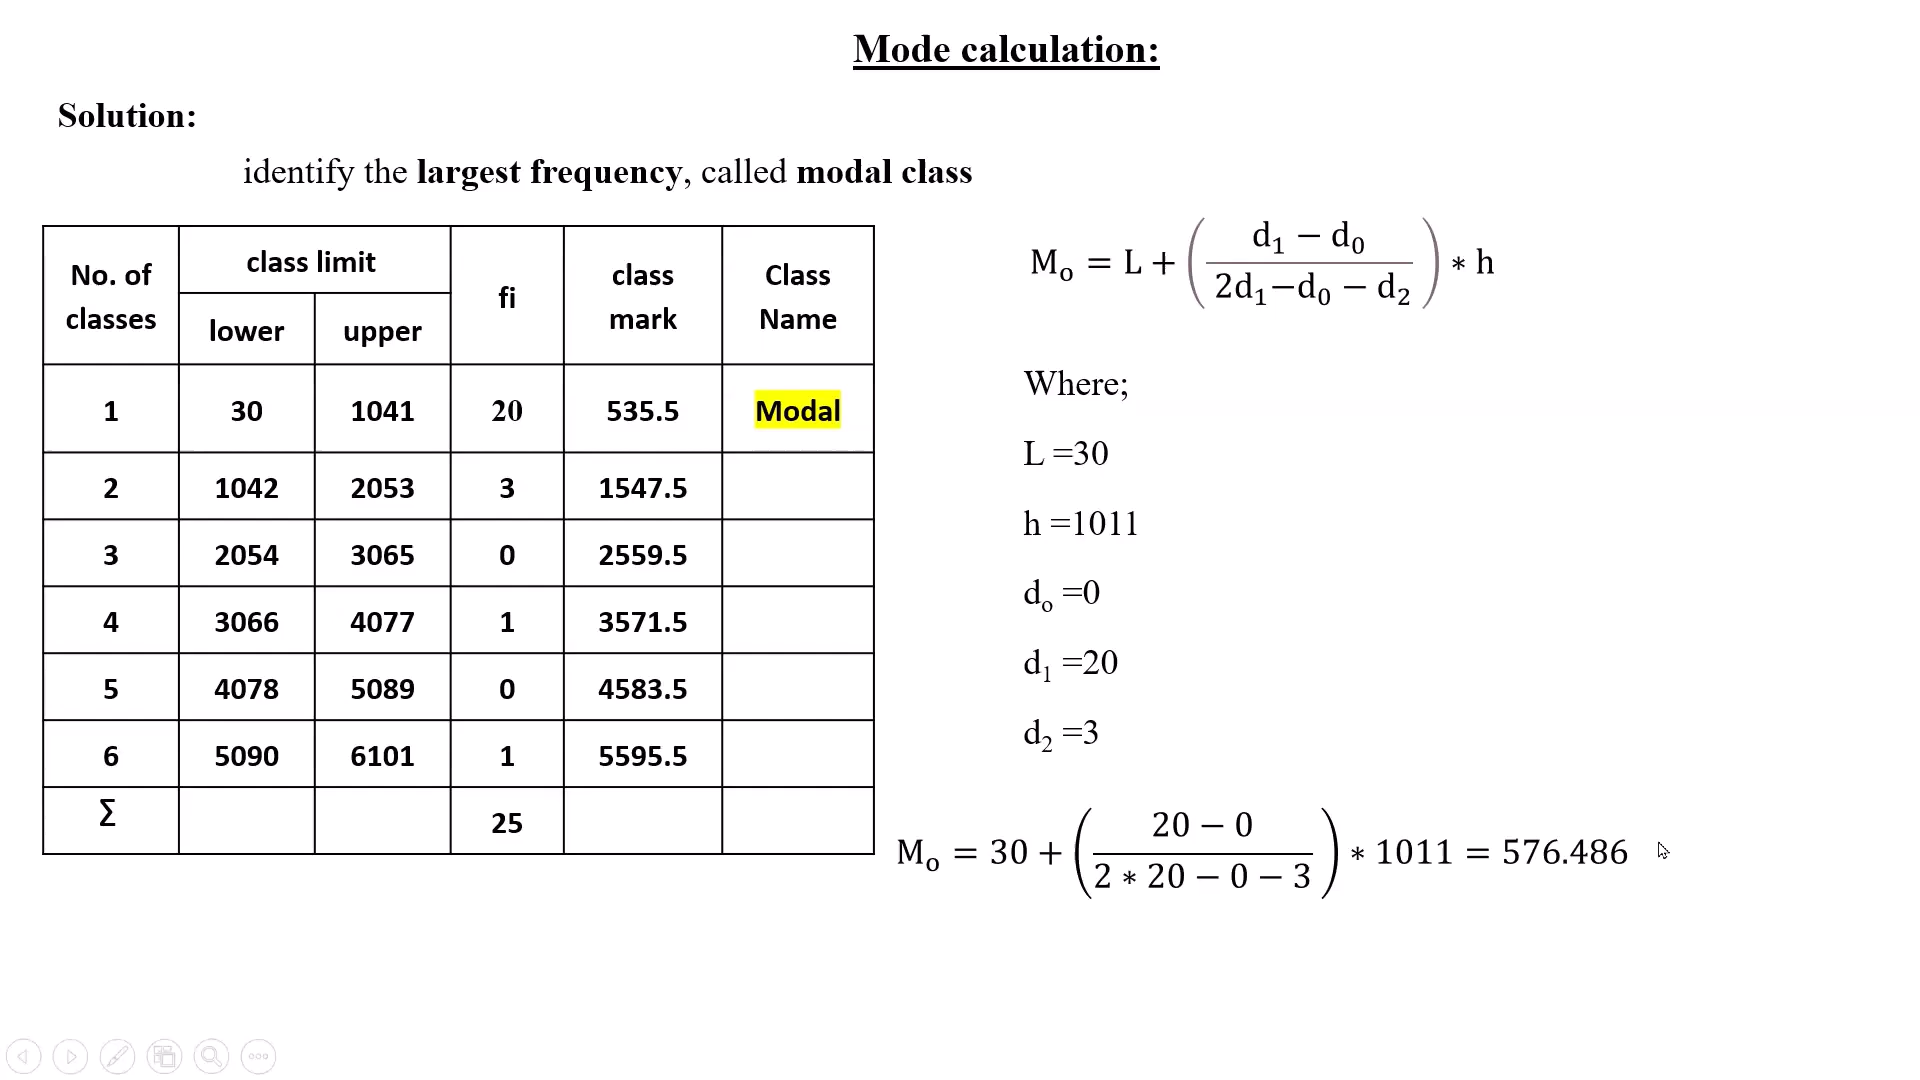 Mode calculation:
Solution:
identify the largest frequency, called modal class
No. of classes | class limit | fi | class mark | Class Name
lower | upper
1 | 30 | 1041 | 20 | 535.5 | Modal
2 | 1042 | 2053 | 3 | 1547.5
3 | 2054 | 3065 | 0 | 2559.5
4 | 3066 | 4077 | 1 | 3571.5
5 | 4078 | 5089 | 0 | 4583.5
6 | 5090 | 6101 | 1 | 5595.5
Σ | 25
Mₒ = L + ( (d₁ − d₀) / (2d₁−d₀ − d₂) ) ∗ h
Where;
L =30
h =1011
dₒ =0
d₁ =20
d₂ =3
Mₒ = 30 + ( (20 − 0) / (2 ∗ 20 − 0 − 3) ) ∗ 1011 = 576.486